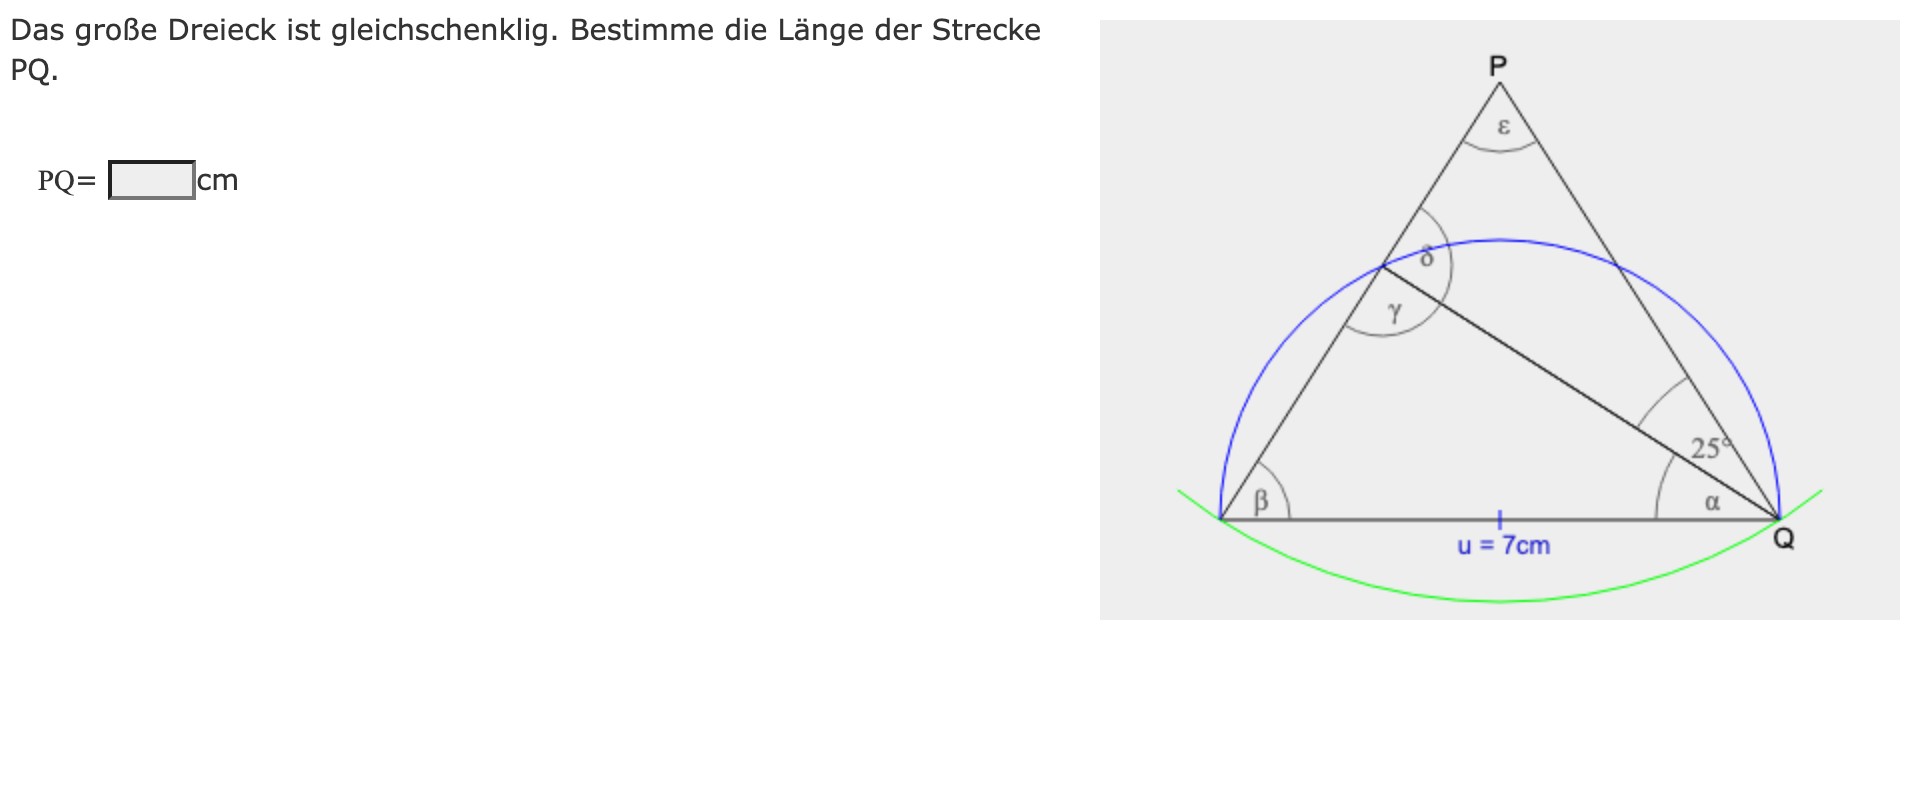 Das große Dreieck ist gleichschenklig. Bestimme die Länge der Strecke
PQ.
PQ= cm
P
ε
δ
γ
25°
β
α
u = 7cm
Q